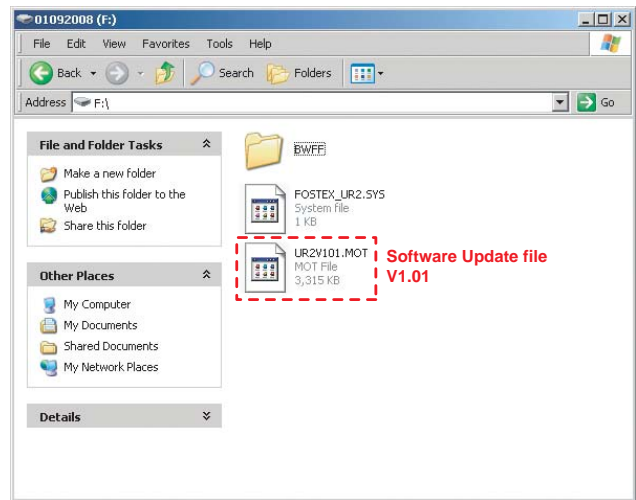 01092008 (F:)
File Edit View Favorites Tools Help
Back Search Folders
Address F:\ Go
File and Folder Tasks
Make a new folder
Publish this folder to the
Web
Share this folder
Other Places
My Computer
My Documents
Shared Documents
My Network Places
Details
BWFF
FOSTEX_UR2.SYS
System file
1 KB
UR2V101.MOT
MOT File
3,315 KB
Software Update file
V1.01